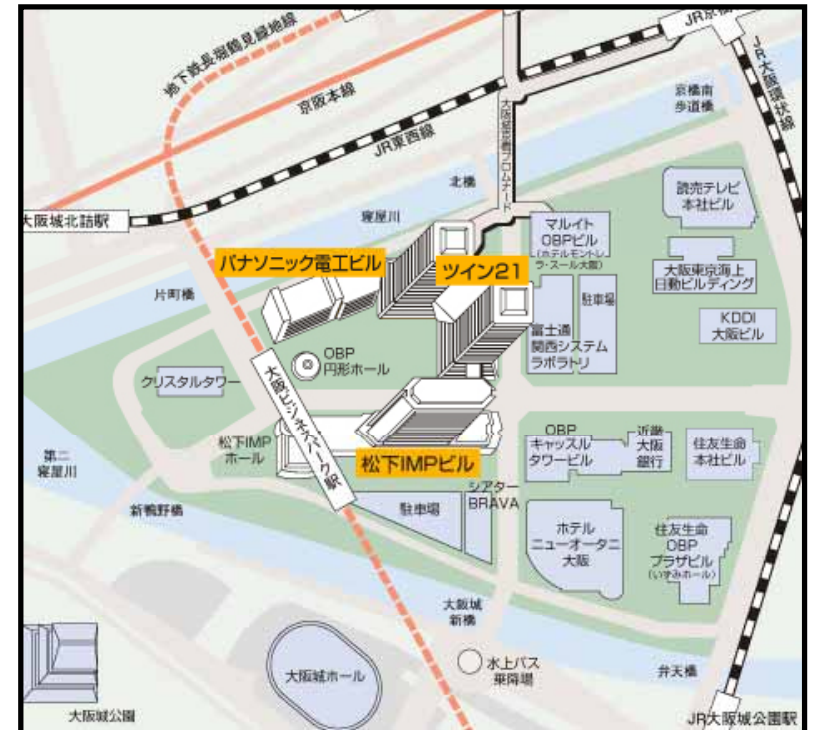 JR京橋
地下鉄長堀鶴見緑地線
京阪本線
JR東西線
JR大阪環状線
京橋南
歩道橋
大阪城京橋プロムナード
北橋
寝屋川
大阪城北詰駅
読売テレビ
本社ビル
マルイト
OBPビル
(ホテルモントレ
ラ・スール大阪)
パナソニック電工ビル
ツイン21
大阪東京海上
日動ビルディング
片町橋
駐車場
KDDI
大阪ビル
富士通
関西システム
ラボラトリ
OBP
円形ホール
クリスタルタワー
大阪ビジネスパーク駅
松下IMP
ホール
松下IMPビル
OBP
キャッスル
タワービル
近畿
大阪
銀行
住友生命
本社ビル
第二
寝屋川
新鴫野橋
駐車場
シアター
BRAVA
ホテル
ニューオータニ
大阪
住友生命
OBP
プラザビル
(いずみホール)
大阪城
新橋
水上バス
乗降場
弁天橋
大阪城ホール
大阪城公園
JR大阪城公園駅